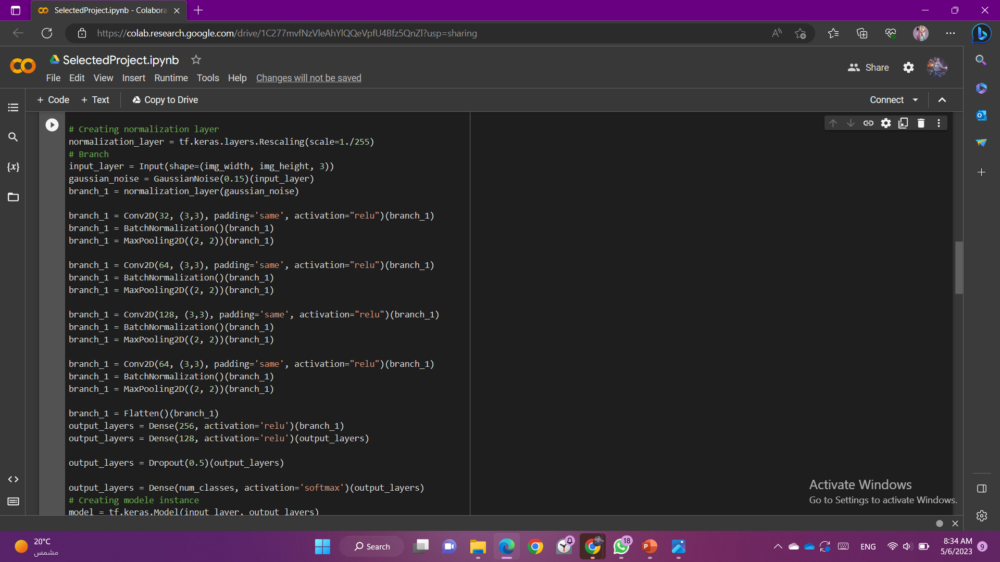 SelectedProject.ipynb - Colabora
https://colab.research.google.com/drive/1C277mvfNzVleAhYlQQeVpfU4Bfz5QnZl?usp=sharing
SelectedProject.ipynb
Share
File Edit View Insert Runtime Tools Help Changes will not be saved
+ Code + Text Copy to Drive Connect
# Creating normalization layer
normalization_layer = tf.keras.layers.Rescaling(scale=1./255)
# Branch
input_layer = Input(shape=(img_width, img_height, 3))
gaussian_noise = GaussianNoise(0.15)(input_layer)
branch_1 = normalization_layer(gaussian_noise)
branch_1 = Conv2D(32, (3,3), padding='same', activation="relu")(branch_1)
branch_1 = BatchNormalization()(branch_1)
branch_1 = MaxPooling2D((2, 2))(branch_1)
branch_1 = Conv2D(64, (3,3), padding='same', activation="relu")(branch_1)
branch_1 = BatchNormalization()(branch_1)
branch_1 = MaxPooling2D((2, 2))(branch_1)
branch_1 = Conv2D(128, (3,3), padding='same', activation="relu")(branch_1)
branch_1 = BatchNormalization()(branch_1)
branch_1 = MaxPooling2D((2, 2))(branch_1)
branch_1 = Conv2D(64, (3,3), padding='same', activation="relu")(branch_1)
branch_1 = BatchNormalization()(branch_1)
branch_1 = MaxPooling2D((2, 2))(branch_1)
branch_1 = Flatten()(branch_1)
output_layers = Dense(256, activation='relu')(branch_1)
output_layers = Dense(128, activation='relu')(output_layers)
output_layers = Dropout(0.5)(output_layers)
output_layers = Dense(num_classes, activation='softmax')(output_layers)
# Creating modele instance
model = tf.keras.Model(input_layer, output_layers)
Activate Windows
Go to Settings to activate Windows.
20°C
مشمس
Search
18
ENG
8:34 AM
5/6/2023
9